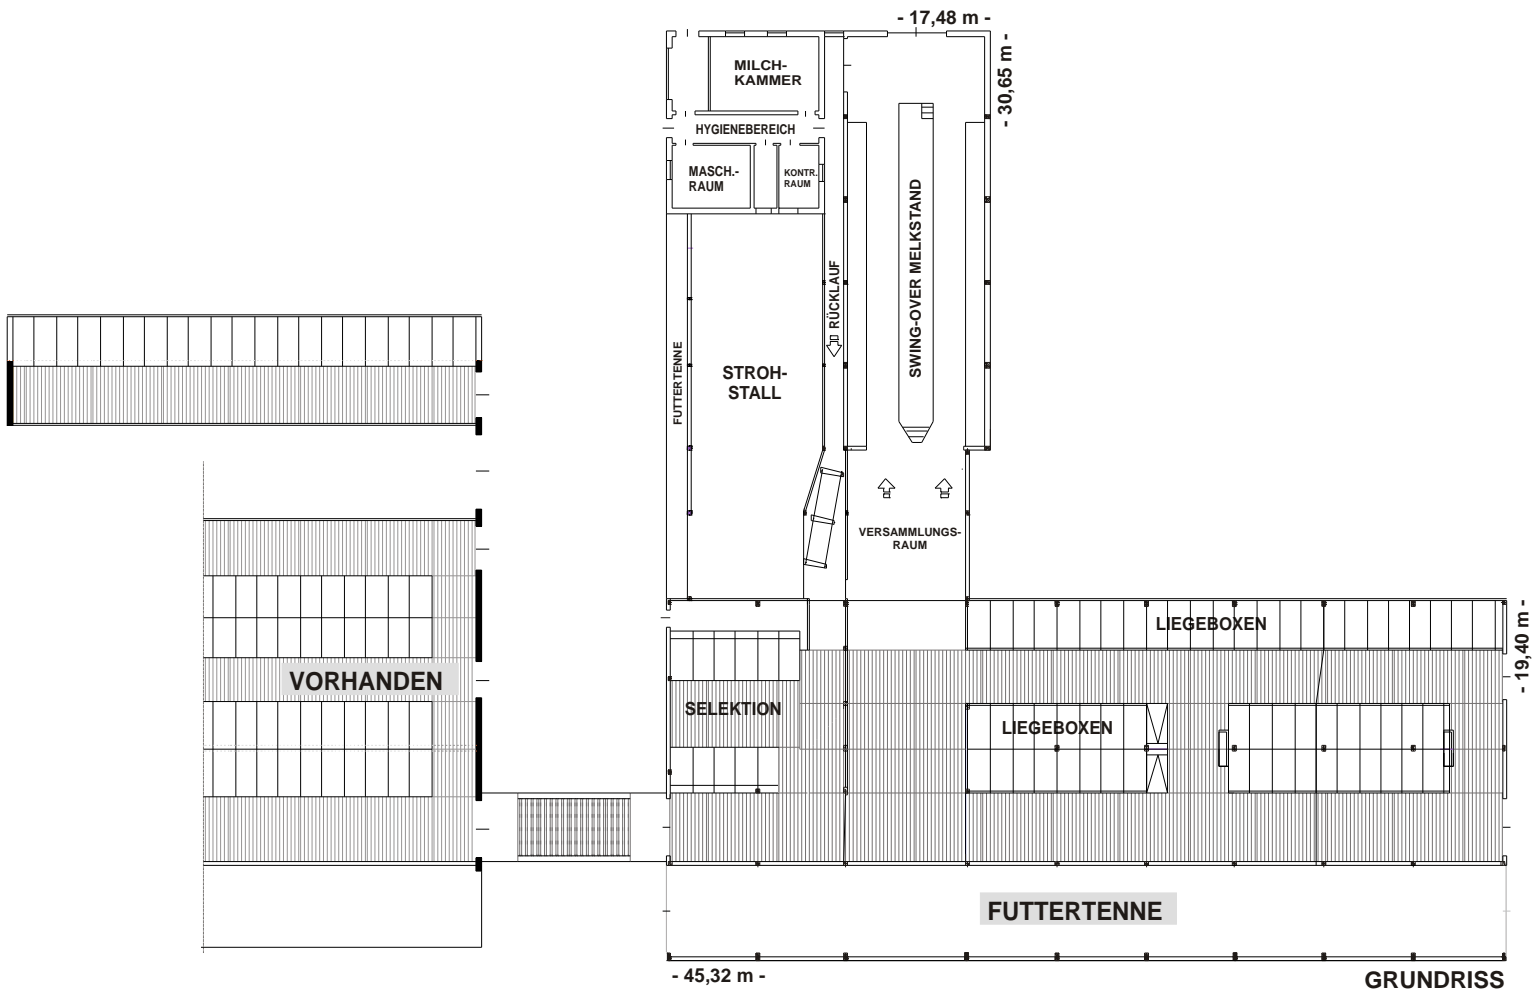 - 17,48 m -
- 30,65 m -
MILCH-
KAMMER
HYGIENEBEREICH
MASCH.-
RAUM
KONTR.
RAUM
SWING-OVER MELKSTAND
RÜCKLAUF
FUTTERTENNE
STROH-
STALL
VERSAMMLUNGS-
RAUM
LIEGEBOXEN
- 19,40 m -
VORHANDEN
SELEKTION
LIEGEBOXEN
FUTTERTENNE
- 45,32 m -
GRUNDRISS